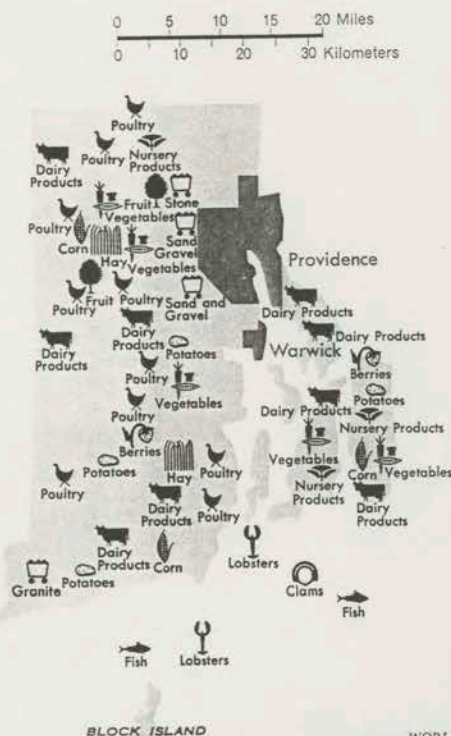 0 5 10 20 Miles
0 10 20 30 Kilometers
Poultry
Poultry
Nursery
Products
Dairy
Products
Fruit Stone
Vegetables
Poultry
Corn
Hay
Vegetables
Sand
Gravel
Providence
Fruit
Poultry
Poultry
Sand and
Gravel
Dairy Products
Dairy
Products
Dairy
Products
Potatoes
Dairy Products
Warwick
Berries
Poultry
Vegetables
Potatoes
Dairy Products
Nursery Products
Poultry
Berries
Vegetables
Corn
Vegetables
Potatoes
Hay
Poultry
Nursery
Products
Poultry
Dairy
Products
Poultry
Dairy
Products
Dairy
Products
Corn
Lobsters
Granite
Potatoes
Clams
Fish
Fish
Lobsters
BLOCK ISLAND